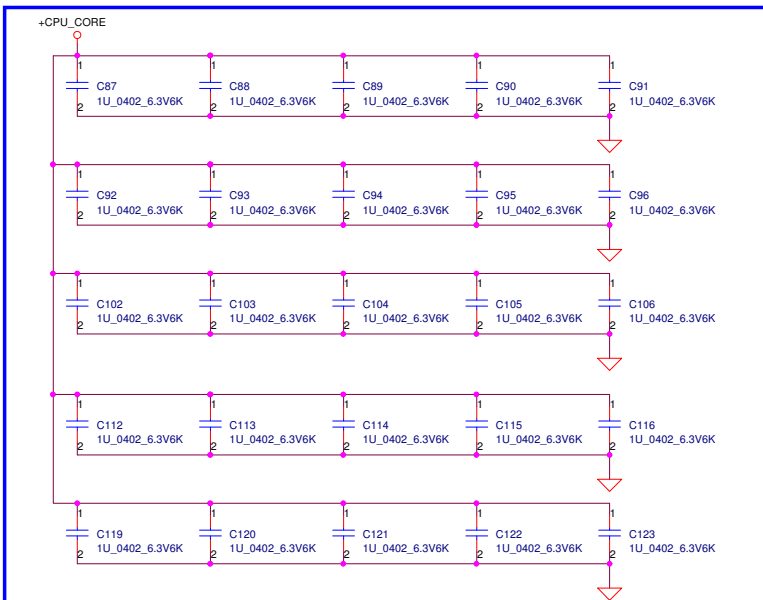 +CPU_CORE
1 1 1 1 1
C87 C88 C89 C90 C91
1U_0402_6.3V6K 1U_0402_6.3V6K 1U_0402_6.3V6K 1U_0402_6.3V6K 1U_0402_6.3V6K
2 2 2 2 2
1 1 1 1 1
C92 C93 C94 C95 C96
1U_0402_6.3V6K 1U_0402_6.3V6K 1U_0402_6.3V6K 1U_0402_6.3V6K 1U_0402_6.3V6K
2 2 2 2 2
1 1 1 1 1
C102 C103 C104 C105 C106
1U_0402_6.3V6K 1U_0402_6.3V6K 1U_0402_6.3V6K 1U_0402_6.3V6K 1U_0402_6.3V6K
2 2 2 2 2
1 1 1 1 1
C112 C113 C114 C115 C116
1U_0402_6.3V6K 1U_0402_6.3V6K 1U_0402_6.3V6K 1U_0402_6.3V6K 1U_0402_6.3V6K
2 2 2 2 2
1 1 1 1 1
C119 C120 C121 C122 C123
1U_0402_6.3V6K 1U_0402_6.3V6K 1U_0402_6.3V6K 1U_0402_6.3V6K 1U_0402_6.3V6K
2 2 2 2 2